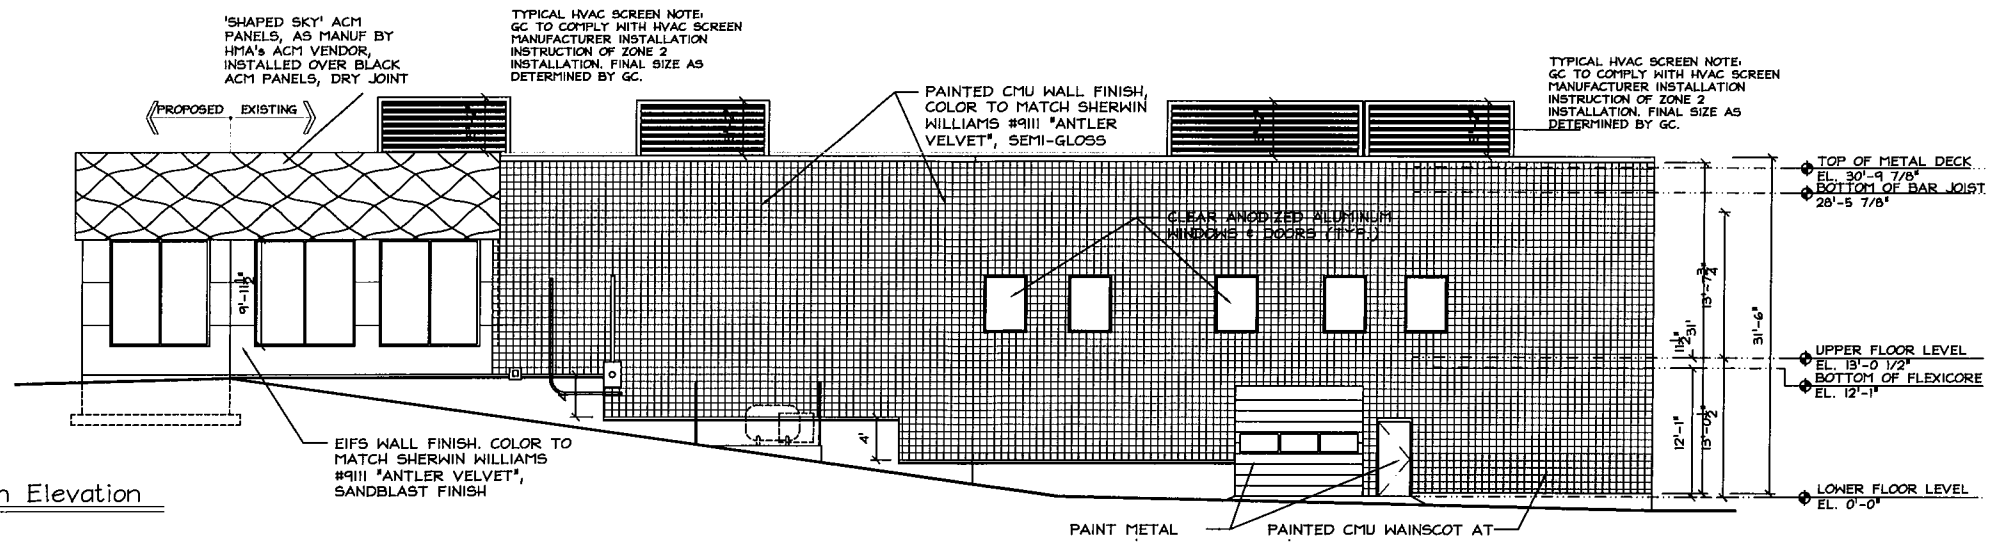 'SHAPED SKY' ACM
PANELS, AS MANUF BY
HMA's ACM VENDOR,
INSTALLED OVER BLACK
ACM PANELS, DRY JOINT
TYPICAL HVAC SCREEN NOTE:
GC TO COMPLY WITH HVAC SCREEN
MANUFACTURER INSTALLATION
INSTRUCTION OF ZONE 2
INSTALLATION. FINAL SIZE AS
DETERMINED BY GC.
PROPOSED EXISTING
PAINTED CMU WALL FINISH,
COLOR TO MATCH SHERWIN
WILLIAMS #9111 "ANTLER
VELVET", SEMI-GLOSS
TYPICAL HVAC SCREEN NOTE:
GC TO COMPLY WITH HVAC SCREEN
MANUFACTURER INSTALLATION
INSTRUCTION OF ZONE 2
INSTALLATION. FINAL SIZE AS
DETERMINED BY GC.
TOP OF METAL DECK
EL. 30'-9 7/8"
BOTTOM OF BAR JOIST
28'-5 7/8"
CLEAR ANODIZED ALUMINUM
WINDOWS & DOORS (TYP.)
9'-11½"
13'-7¾"
31'
11½"
31'-6"
UPPER FLOOR LEVEL
EL. 13'-0 1/2"
BOTTOM OF FLEXICORE
EL. 12'-1"
4'
12'-1"
13'-0½"
EIFS WALL FINISH. COLOR TO
MATCH SHERWIN WILLIAMS
#9111 "ANTLER VELVET",
SANDBLAST FINISH
n Elevation
LOWER FLOOR LEVEL
EL. 0'-0"
PAINT METAL
PAINTED CMU WAINSCOT AT